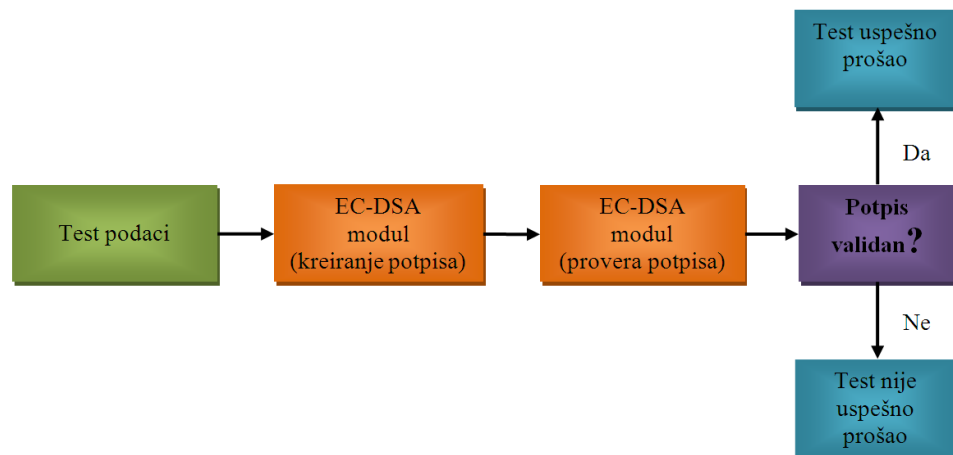 Test uspešno
prošao
Da
Test podaci
EC-DSA
modul
(kreiranje potpisa)
EC-DSA
modul
(provera potpisa)
Potpis
validan?
Ne
Test nije
uspešno
prošao